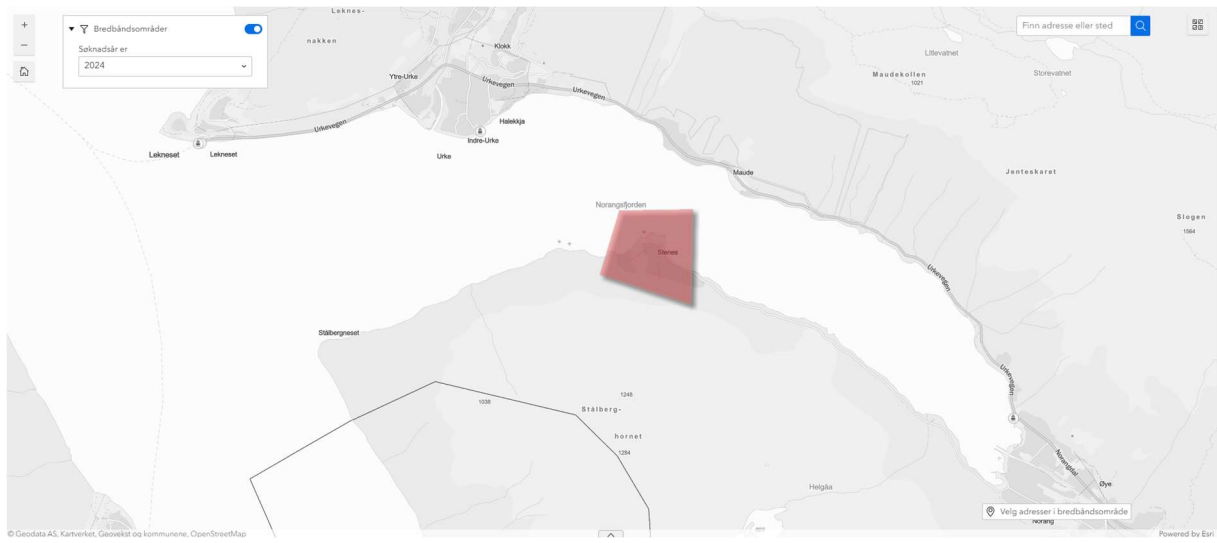 +
Bredbåndsområder
−
Søknadsår er
2024
Finn adresse eller sted
Leknes-
nakken
Klokk
Ytre-Urke
Urkevegen
Urkevegen
Urkevegen
Halekkja
Indre-Urke
Urke
Lekneset
Lekneset
Litlevatnet
Maudekollen
1021
Storevatnet
Maude
Jenteskaret
Norangsfjorden
Slogen
1564
Stenes
Urkevegen
Stålbergneset
Urkevegen
1038
1248
Stålberg-
hornet
1284
Norangdal
Øye
Helgåa
Velg adresser i bredbåndsområde
Norang
© Geodata AS, Kartverket, Geovekst og kommunene, OpenStreetMap
Powered by Esri